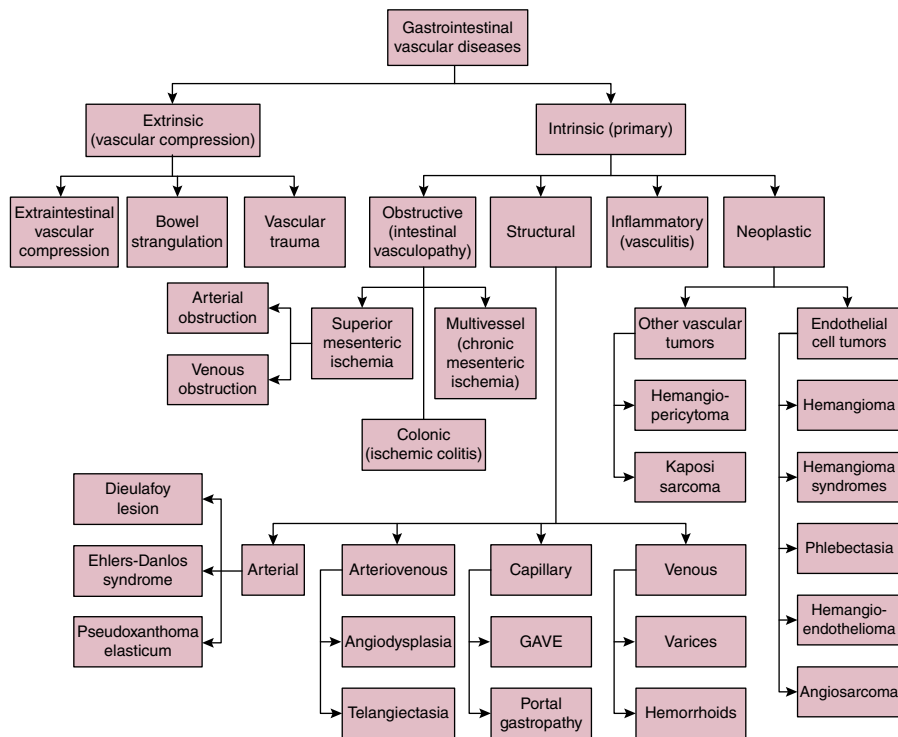 Gastrointestinal
vascular diseases
Extrinsic
(vascular compression)
Intrinsic (primary)
Extraintestinal
vascular
compression
Bowel
strangulation
Vascular
trauma
Obstructive
(intestinal
vasculopathy)
Structural
Inflammatory
(vasculitis)
Neoplastic
Arterial
obstruction
Venous
obstruction
Superior
mesenteric
ischemia
Multivessel
(chronic
mesenteric
ischemia)
Colonic
(ischemic colitis)
Other vascular
tumors
Hemangio-
pericytoma
Kaposi
sarcoma
Endothelial
cell tumors
Hemangioma
Hemangioma
syndromes
Phlebectasia
Hemangio-
endothelioma
Angiosarcoma
Dieulafoy
lesion
Ehlers-Danlos
syndrome
Pseudoxanthoma
elasticum
Arterial
Arteriovenous
Angiodysplasia
Telangiectasia
Capillary
GAVE
Portal
gastropathy
Venous
Varices
Hemorrhoids